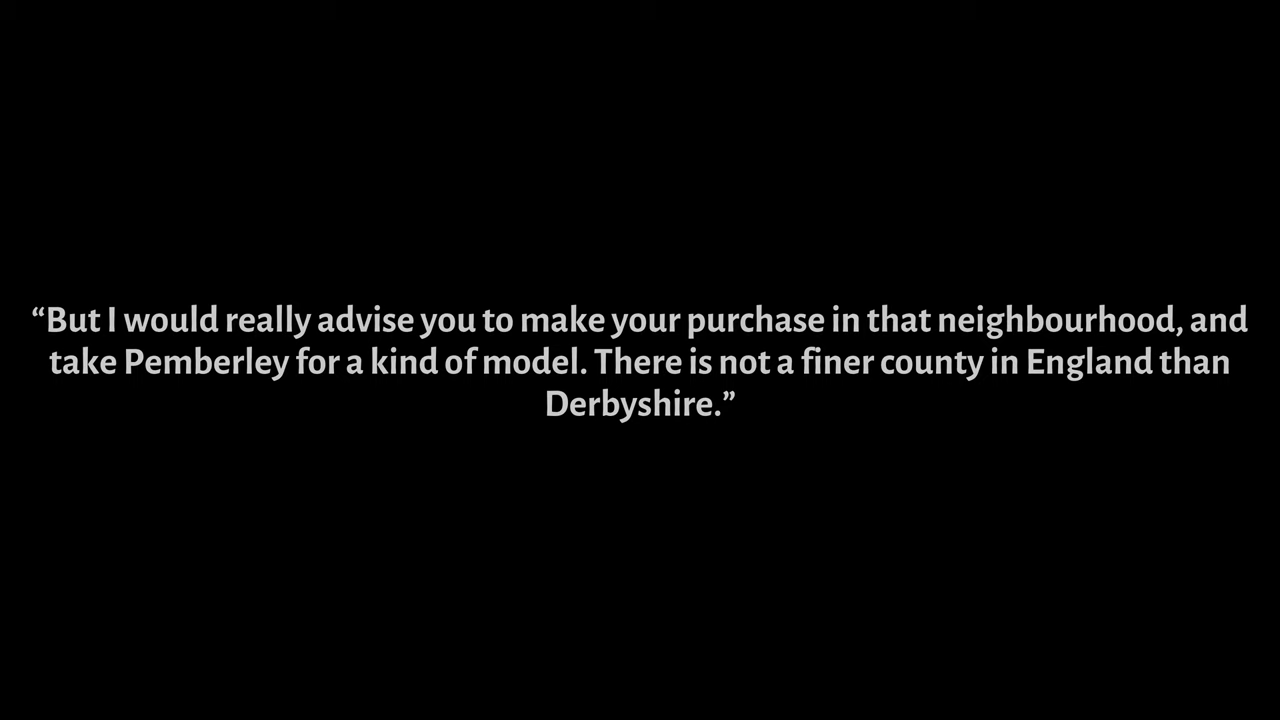 “But I would really advise you to make your purchase in that neighbourhood, and
take Pemberley for a kind of model. There is not a finer county in England than
Derbyshire.”